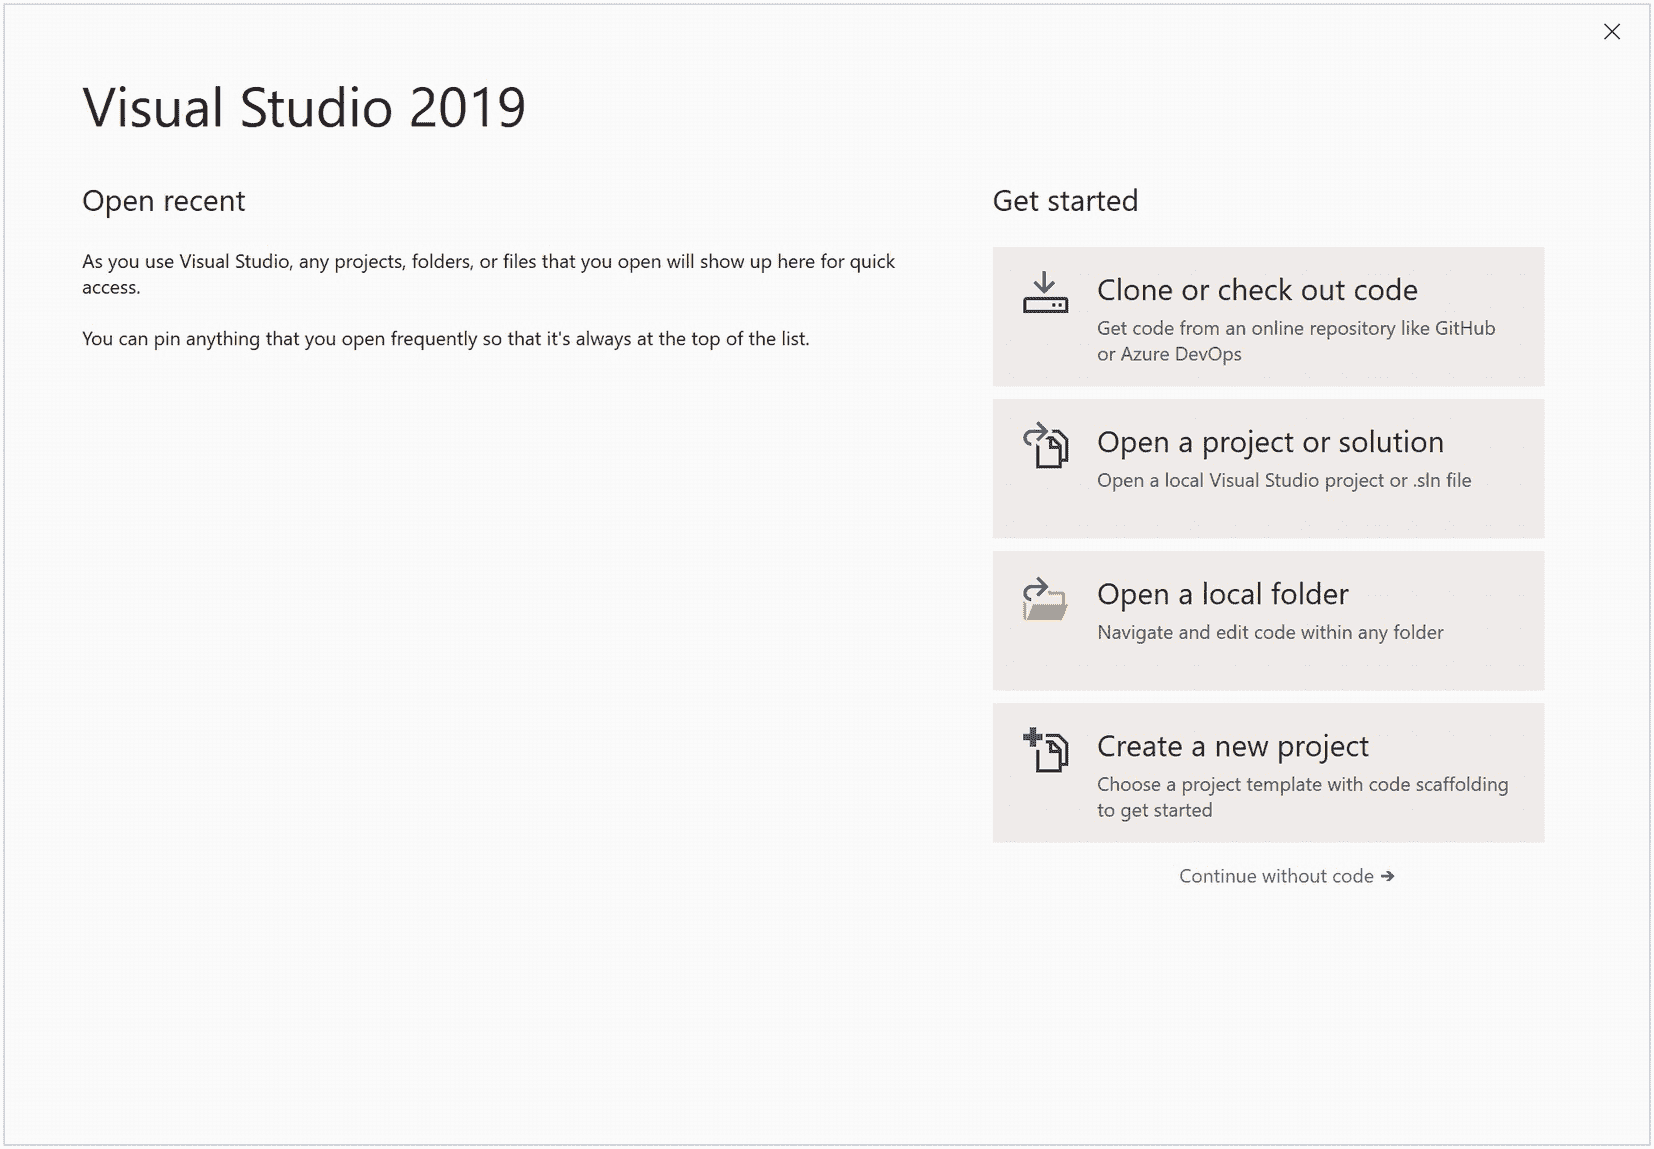 Visual Studio 2019
Open recent
As you use Visual Studio, any projects, folders, or files that you open will show up here for quick
access.
You can pin anything that you open frequently so that it's always at the top of the list.
Get started
Clone or check out code
Get code from an online repository like GitHub
or Azure DevOps
Open a project or solution
Open a local Visual Studio project or .sln file
Open a local folder
Navigate and edit code within any folder
Create a new project
Choose a project template with code scaffolding
to get started
Continue without code →